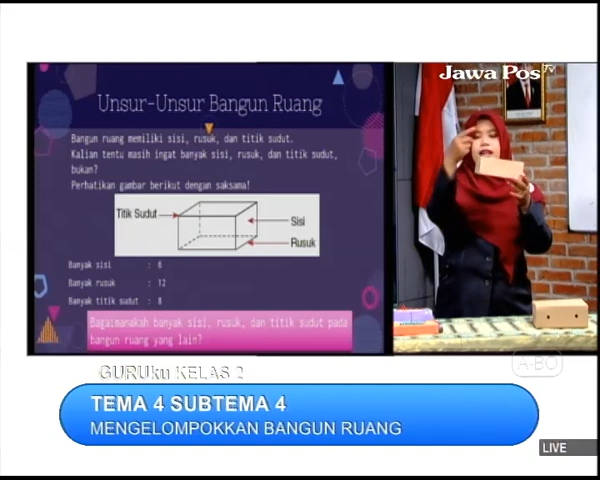 Jawa Pos TV
Unsur-Unsur Bangun Ruang
Bangun ruang memiliki sisi, rusuk, dan titik sudut.
Kalian tentu masih ingat banyak sisi, rusuk, dan titik sudut,
bukan?
Perhatikan gambar berikut dengan saksama!
Titik Sudut
Sisi
Rusuk
Banyak sisi : 6
Banyak rusuk : 12
Banyak titik sudut : 8
Bagaimanakah banyak sisi, rusuk, dan titik sudut pada
bangun ruang yang lain?
A-BO
GURUku KELAS 2
TEMA 4 SUBTEMA 4
MENGELOMPOKKAN BANGUN RUANG
LIVE